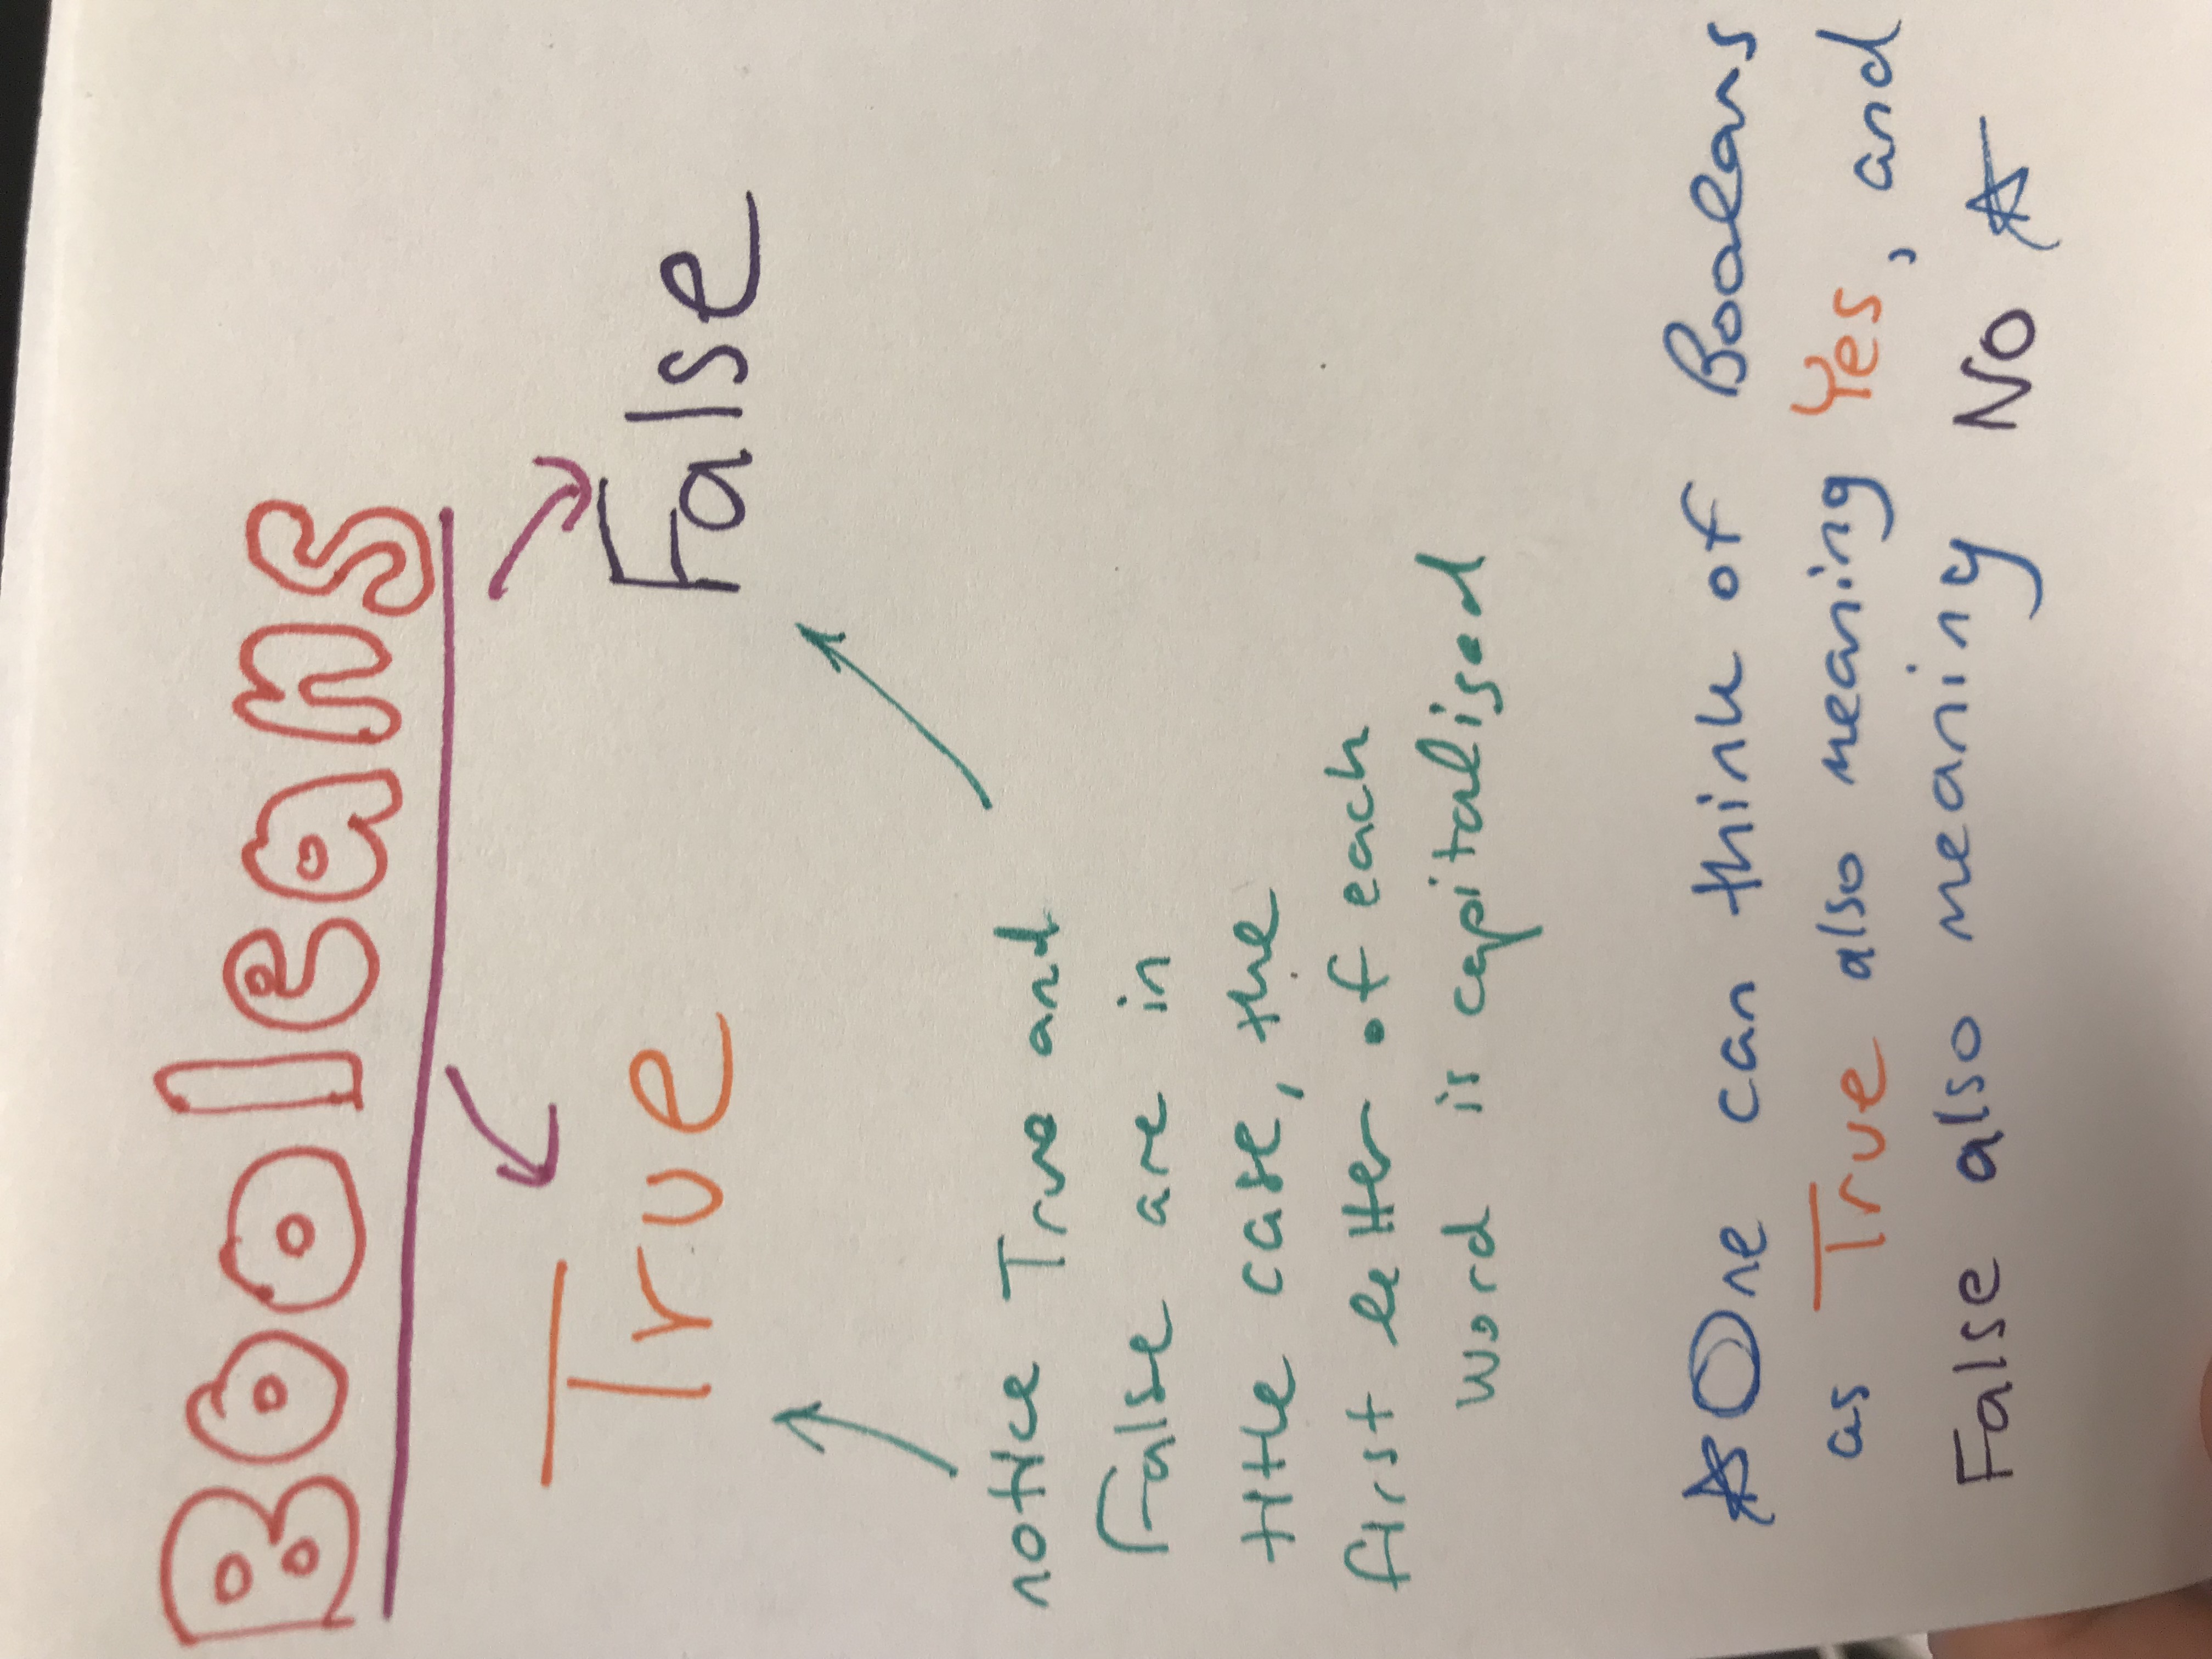 Booleans
True
False
notice True and
False are in
title case, the
first letter of each
word is capitalised
☆ One can think of Booleans
as True also meaning Yes, and
False also meaning No ☆